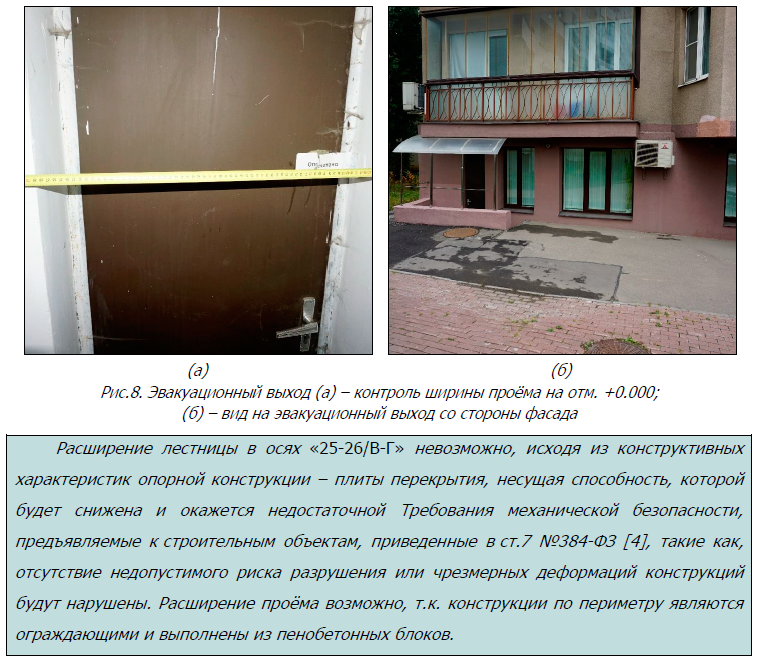 (а)
(б)
Рис.8. Эвакуационный выход (а) – контроль ширины проёма на отм. +0.000;
(б) – вид на эвакуационный выход со стороны фасада
Расширение лестницы в осях «25-26/В-Г» невозможно, исходя из конструктивных
характеристик опорной конструкции – плиты перекрытия, несущая способность, которой
будет снижена и окажется недостаточной Требования механической безопасности,
предъявляемые к строительным объектам, приведенные в ст.7 №384-ФЗ [4], такие как,
отсутствие недопустимого риска разрушения или чрезмерных деформаций конструкций
будут нарушены. Расширение проёма возможно, т.к. конструкции по периметру являются
ограждающими и выполнены из пенобетонных блоков.